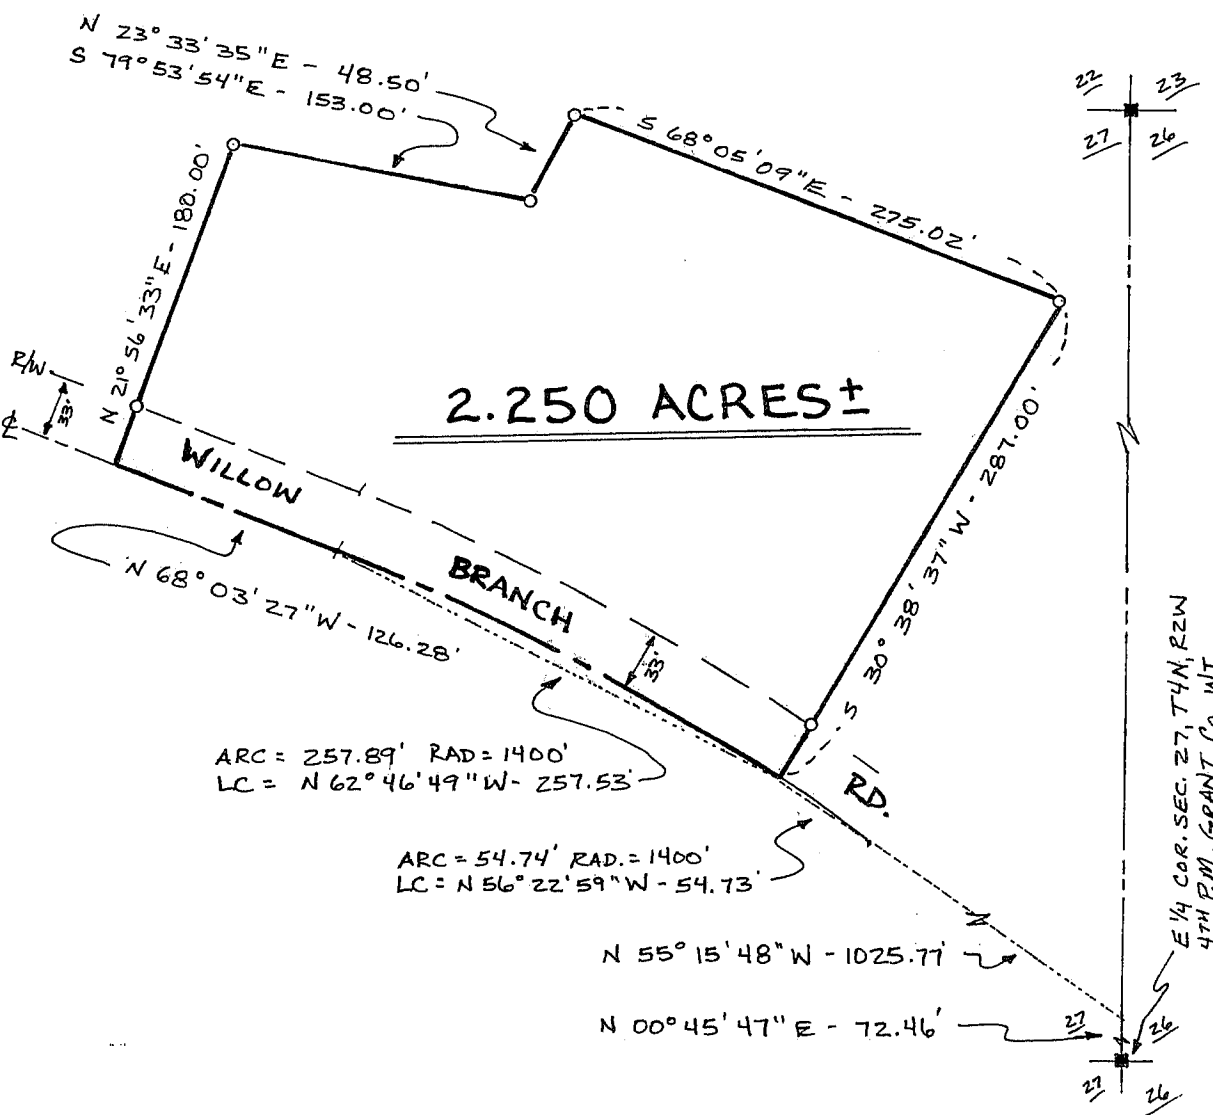 N 23°33'35"E - 48.50'
S 79°53'54"E - 153.00'
22 23
27 26
S 68°05'09"E - 275.02'
N 21°56'33"E - 180.00'
R/W
33'
℄
2.250 ACRES±
WILLOW
BRANCH
RD.
33'
S 30°38'37"W - 287.00'
N 68°03'27"W - 126.28'
ARC = 257.89' RAD = 1400'
LC = N 62°46'49"W - 257.53'
ARC = 54.74' RAD. = 1400'
LC = N 56°22'59"W - 54.73'
N 55°15'48"W - 1025.77'
N 00°45'47"E - 72.46'
27 26
27 26
E 1/4 COR. SEC. 27, T4N, R2W
4TH P.M. GRANT CO. WI